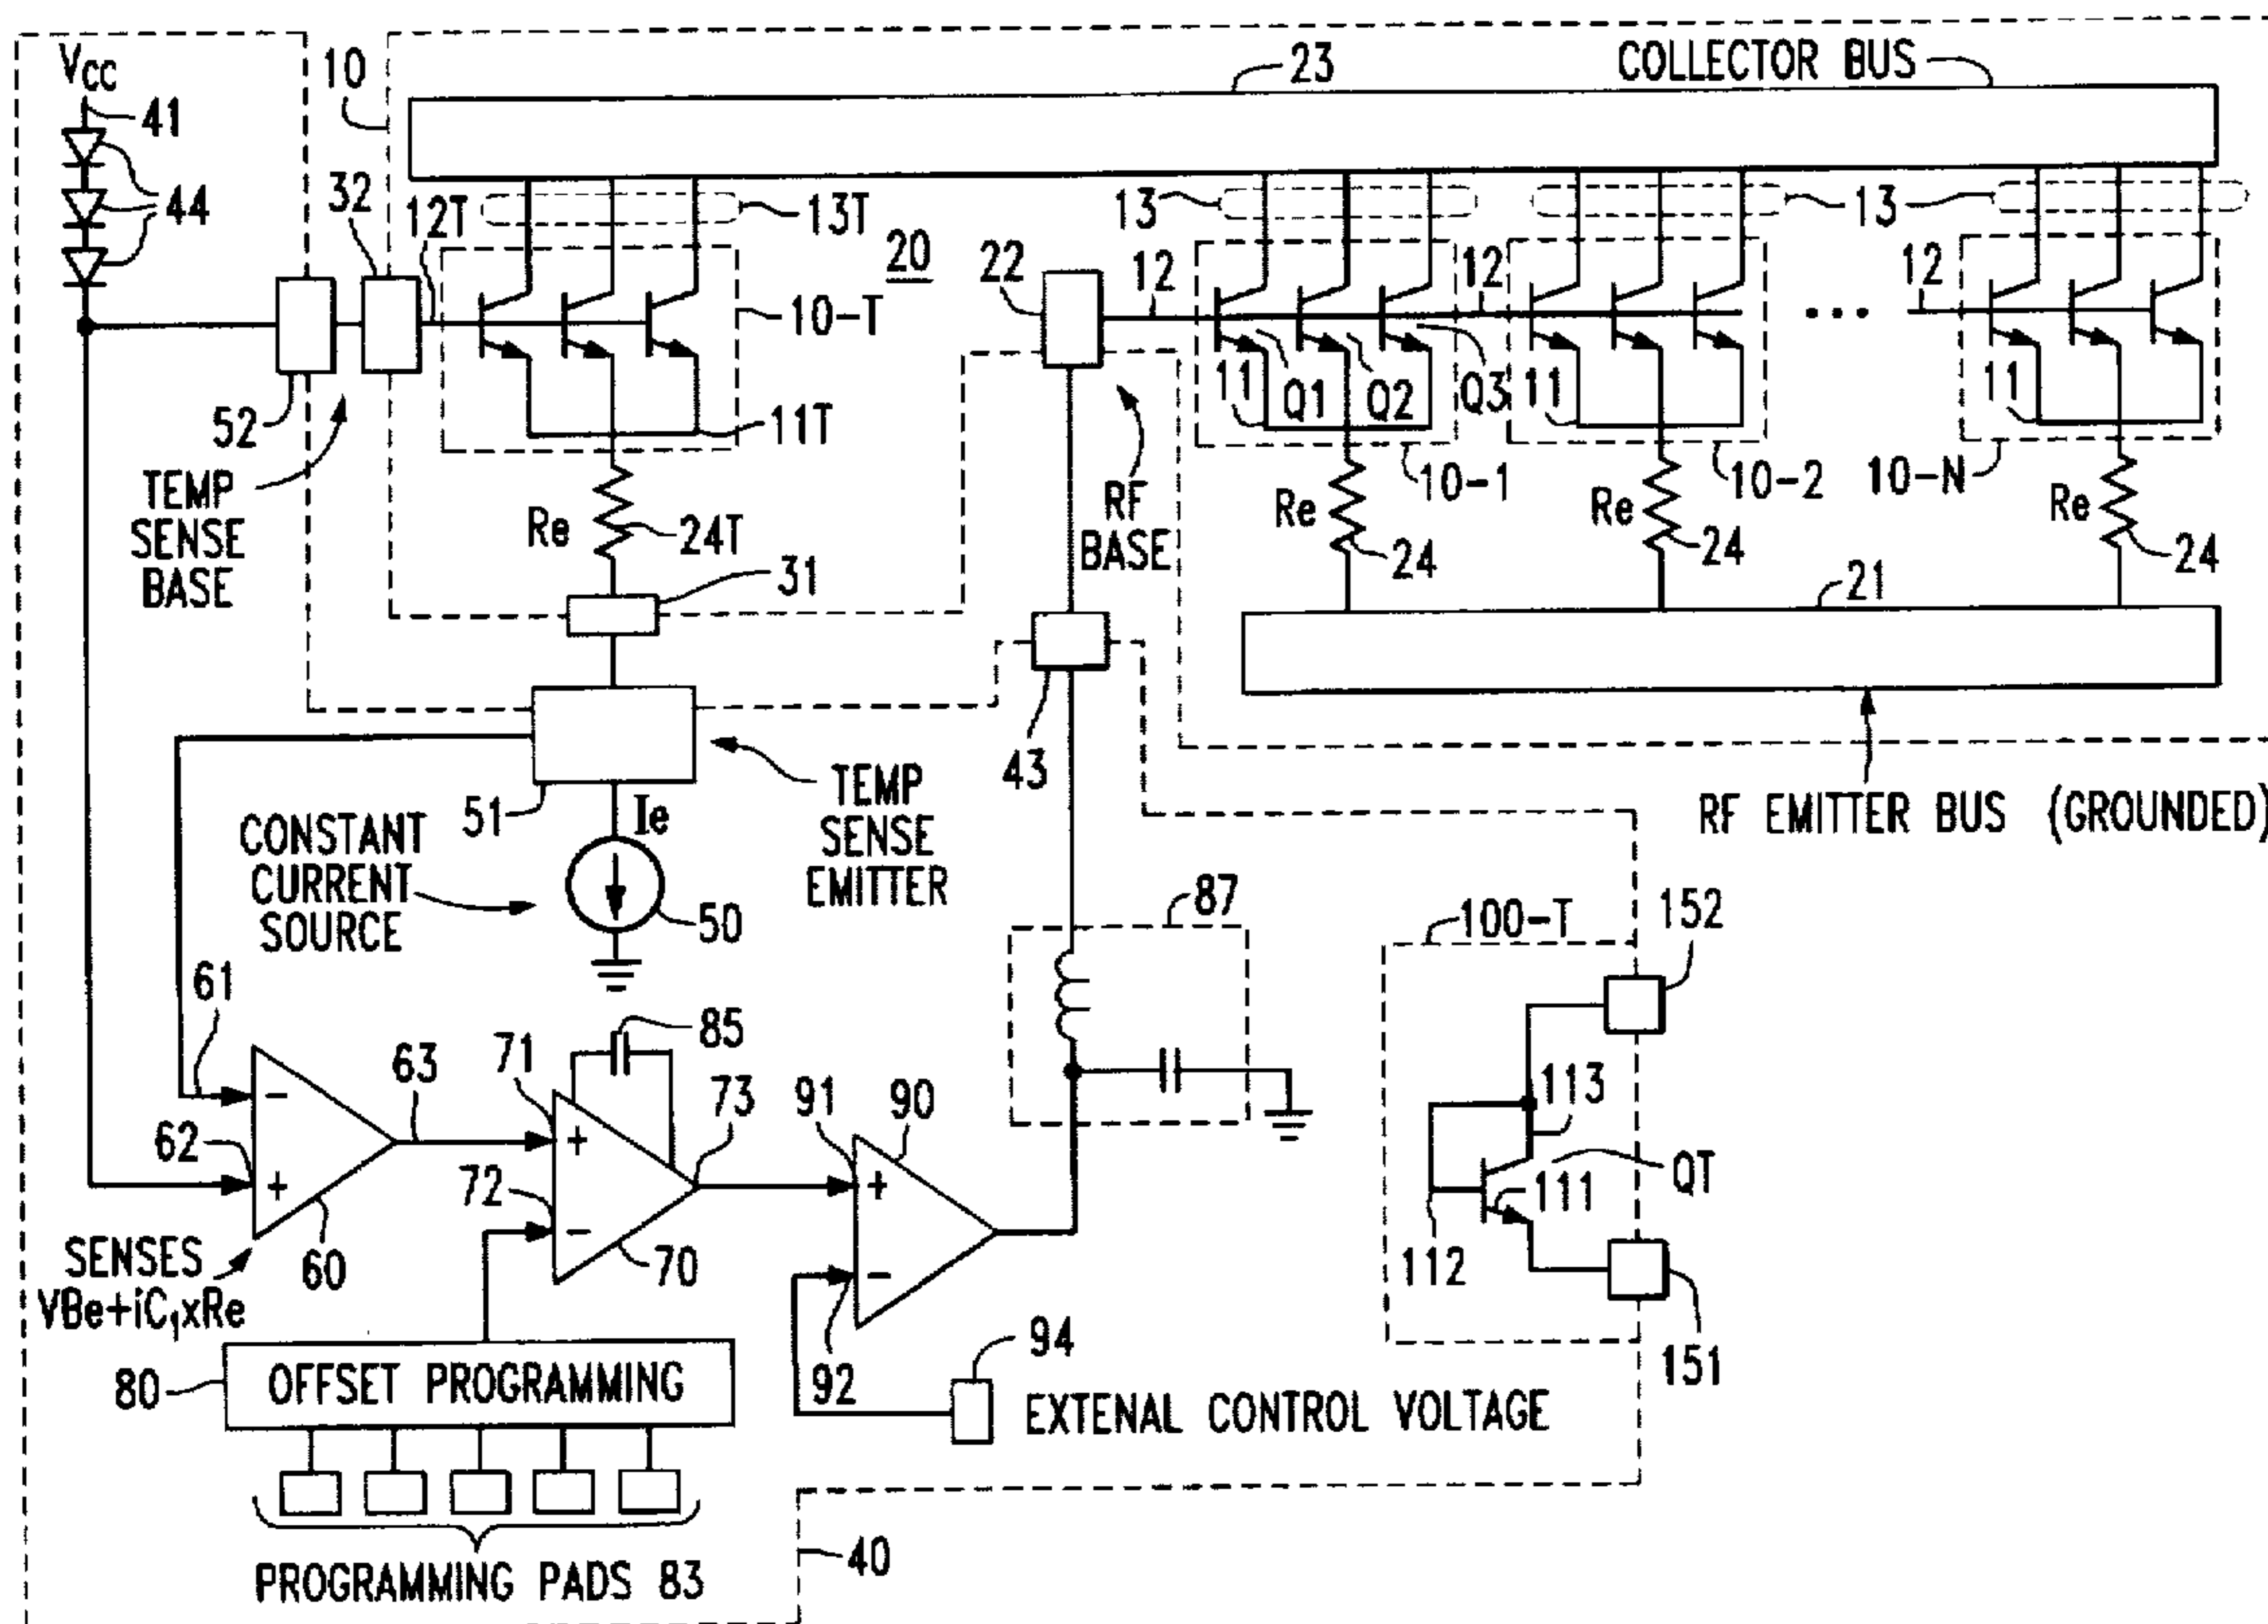 VCC
41
44
10
32
12T
23
COLLECTOR BUS
13T
20
10-T
22
12
13
12
13
12
52
TEMP
SENSE
BASE
11T
Re
24T
31
RF
BASE
11
Q1
Q2
Q3
11
11
10-1
10-2
10-N
Re
24
Re
24
Re
24
21
RF EMITTER BUS (GROUNDED)
43
51
TEMP
SENSE
EMITTER
Ie
CONSTANT
CURRENT
SOURCE
50
87
100-T
152
61
62
63
60
SENSES
VBe+iC1xRe
-
+
71
72
85
73
70
+
-
91
90
92
+
-
113
QT
111
112
151
94
EXTENAL CONTROL VOLTAGE
80
OFFSET PROGRAMMING
PROGRAMMING PADS 83
40